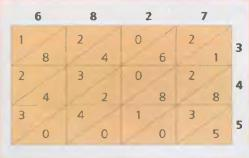 6 8 2 7
1 2 0 2
8 4 6 1 3
2 3 0 2
4 2 8 8 4
3 4 1 3
0 0 0 5 5